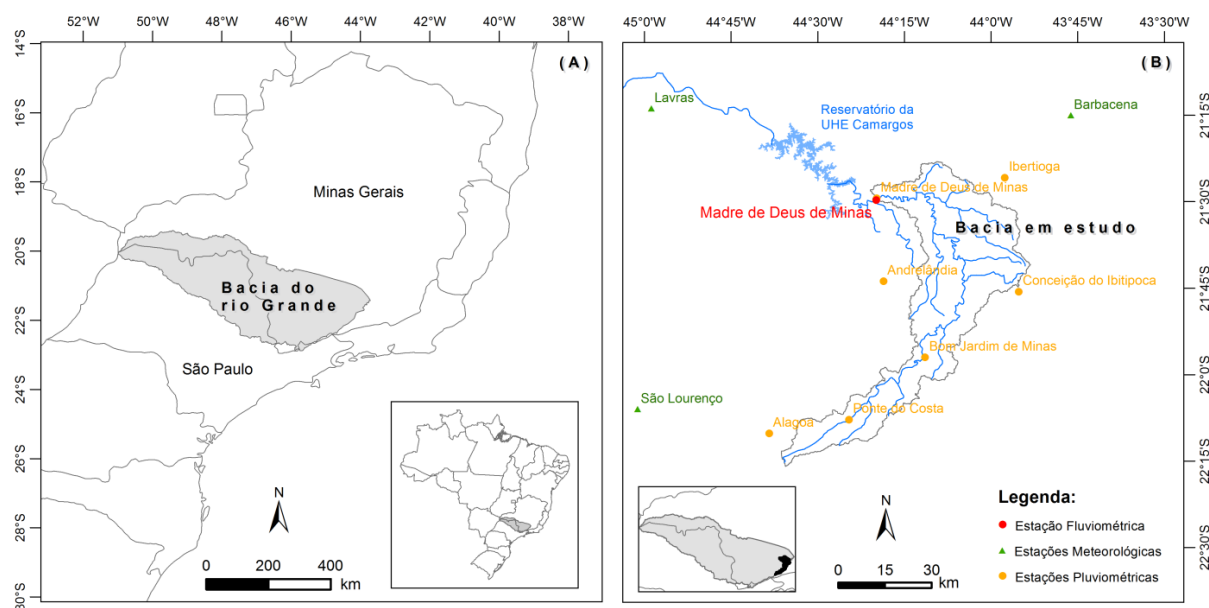 52°W 50°W 48°W 46°W 44°W 42°W 40°W 38°W
( A )
14°S
16°S
18°S
20°S
22°S
24°S
26°S
28°S
30°S
Minas Gerais
Bacia do
rio Grande
São Paulo
N
0 200 400
km
45°0'W 44°45'W 44°30'W 44°15'W 44°0'W 43°45'W 43°30'W
( B )
21°15'S
21°30'S
21°45'S
22°0'S
22°15'S
22°30'S
Lavras
Reservatório da
UHE Camargos
Barbacena
Ibertioga
Madre de Deus de Minas
Madre de Deus de Minas
Bacia em estudo
Andrelândia
Conceição do Ibitipoca
Bom Jardim de Minas
São Lourenço
Ponte do Costa
Alagoa
N
0 15 30
km
Legenda:
Estação Fluviométrica
Estações Meteorológicas
Estações Pluviométricas